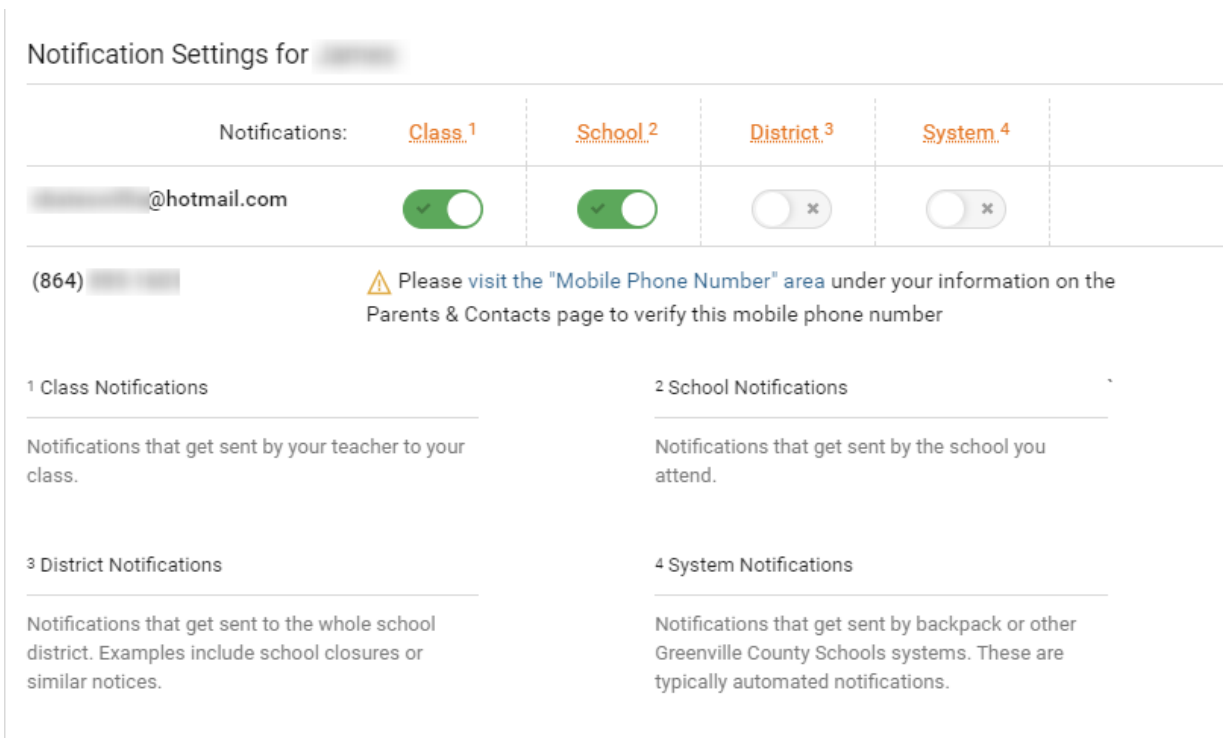 Notification Settings for
Notifications: Class 1 School 2 District 3 System 4
@hotmail.com
(864)
Please visit the "Mobile Phone Number" area under your information on the
Parents & Contacts page to verify this mobile phone number
1 Class Notifications
Notifications that get sent by your teacher to your
class.
2 School Notifications
Notifications that get sent by the school you
attend.
3 District Notifications
Notifications that get sent to the whole school
district. Examples include school closures or
similar notices.
4 System Notifications
Notifications that get sent by backpack or other
Greenville County Schools systems. These are
typically automated notifications.